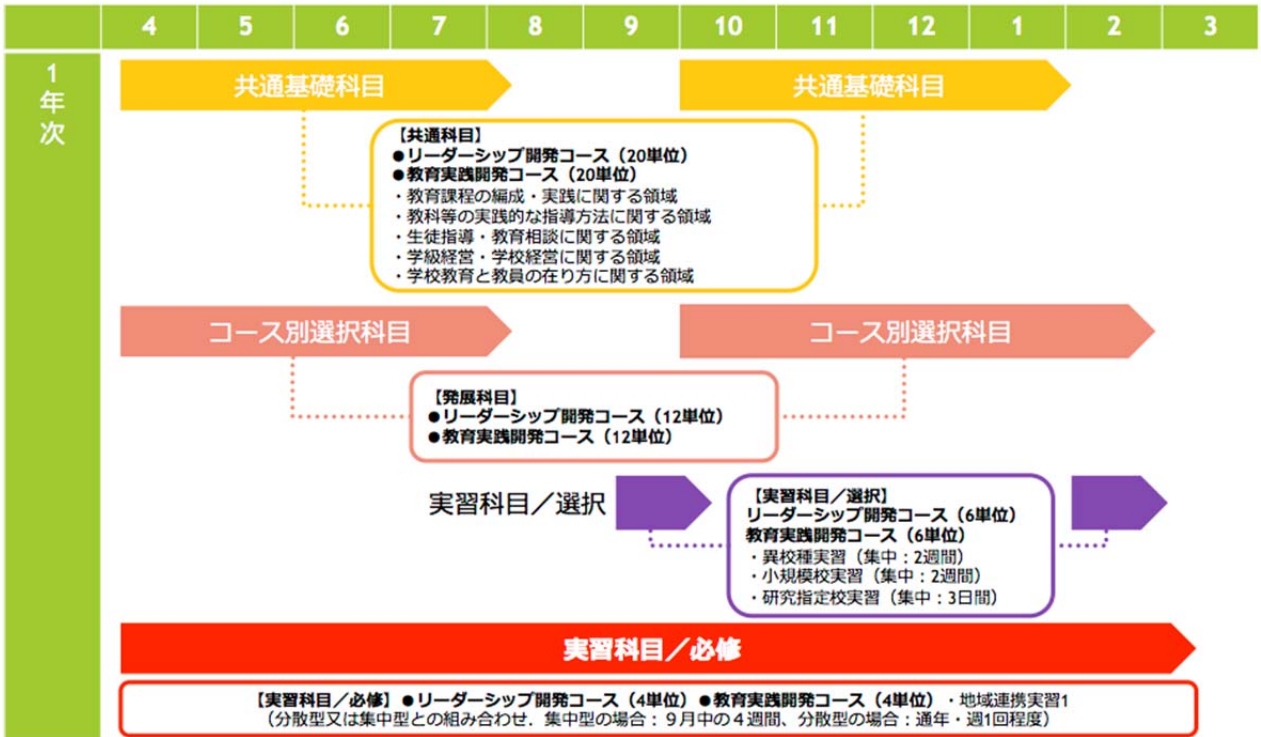 4 5 6 7 8 9 10 11 12 1 2 3
1年次
共通基礎科目 共通基礎科目
【共通科目】
●リーダーシップ開発コース（20単位）
●教育実践開発コース（20単位）
・教育課程の編成・実践に関する領域
・教科等の実践的な指導方法に関する領域
・生徒指導・教育相談に関する領域
・学級経営・学校経営に関する領域
・学校教育と教員の在り方に関する領域
コース別選択科目 コース別選択科目
【発展科目】
●リーダーシップ開発コース（12単位）
●教育実践開発コース（12単位）
実習科目／選択
【実習科目／選択】
リーダーシップ開発コース（6単位）
教育実践開発コース（6単位）
・異校種実習（集中：2週間）
・小規模校実習（集中：2週間）
・研究指定校実習（集中：3日間）
実習科目／必修
【実習科目／必修】●リーダーシップ開発コース（4単位）●教育実践開発コース（4単位）・地域連携実習1
（分散型又は集中型との組み合わせ．集中型の場合：９月中の４週間、分散型の場合：通年・週1回程度）